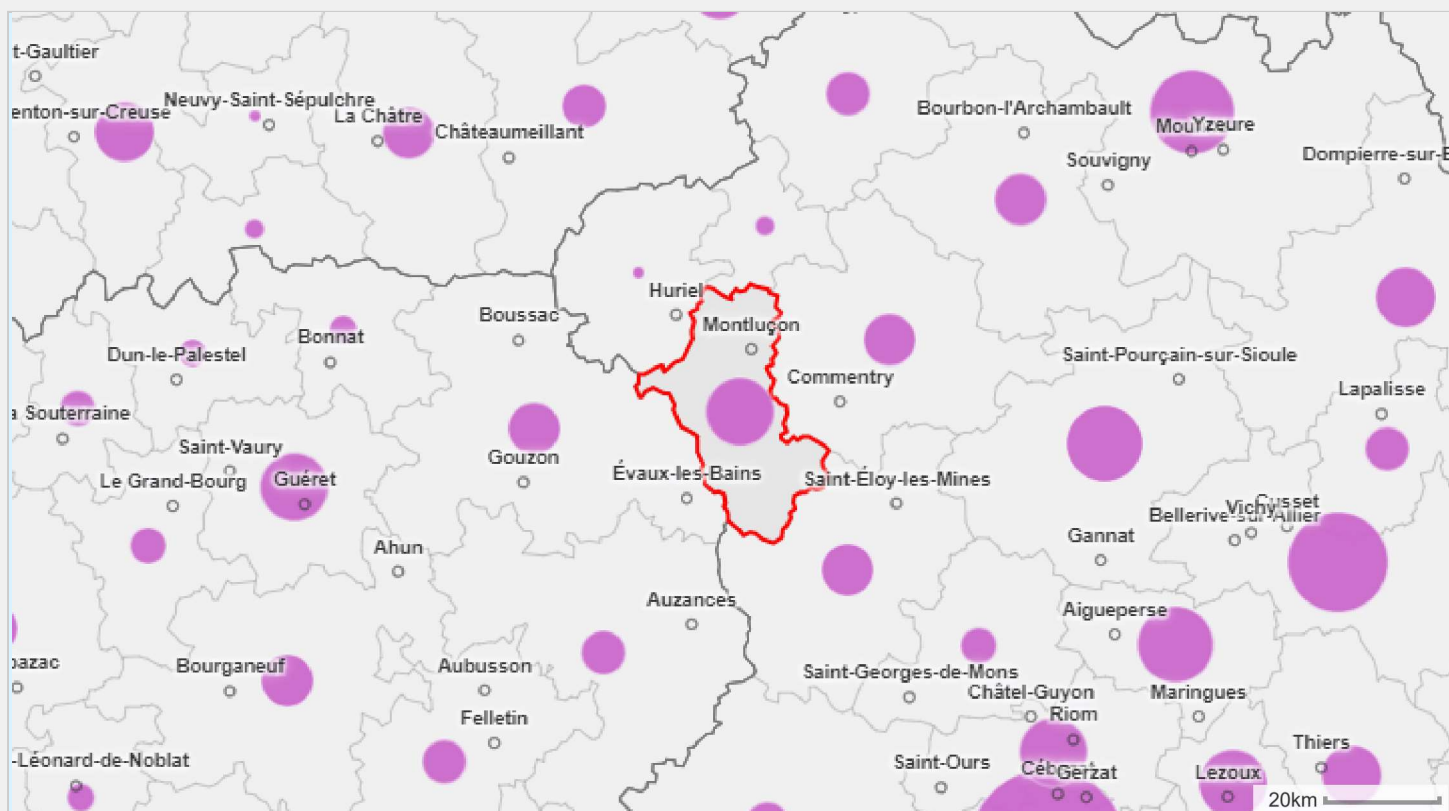 t-Gaultier
Neuvy-Saint-Sépulchre
enton-sur-Creuse
La Châtre
Châteaumeillant
Bourbon-l'Archambault
Yzeure
Souvigny
Dompierre-sur-B
Huriel
Boussac
Montluçon
Bonnat
Dun-le-Palestel
Saint-Pourçain-sur-Sioule
Commentry
Lapalisse
a Souterraine
Saint-Vaury
Gouzon
Le Grand-Bourg
Guéret
Évaux-les-Bains
Saint-Éloy-les-Mines
Cusset
Vichy
Bellerive-sur-Allier
Gannat
Ahun
Auzances
Aigueperse
bazac
Bourganeuf
Aubusson
Saint-Georges-de-Mons
Châtel-Guyon
Maringues
Riom
Felletin
Thiers
-Léonard-de-Noblat
Saint-Ours
Gerzat
Lezoux
20km